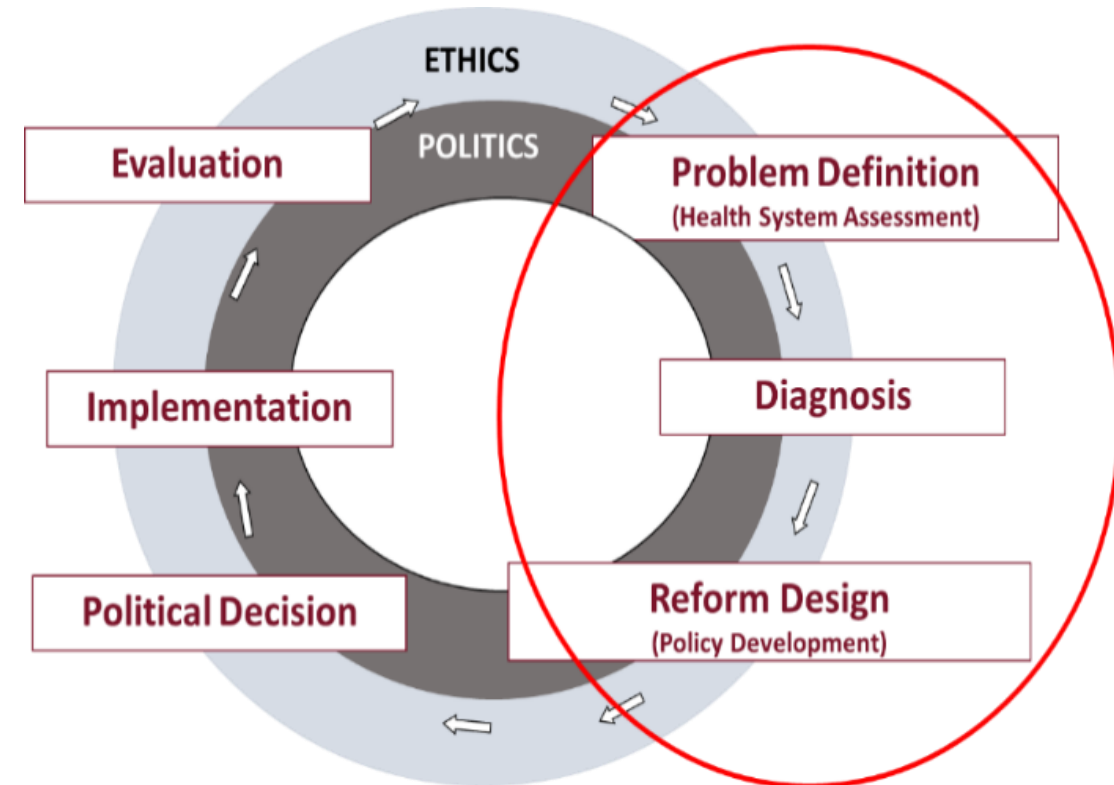 ETHICS
POLITICS
Evaluation
Problem Definition
(Health System Assessment)
Implementation
Diagnosis
Political Decision
Reform Design
(Policy Development)